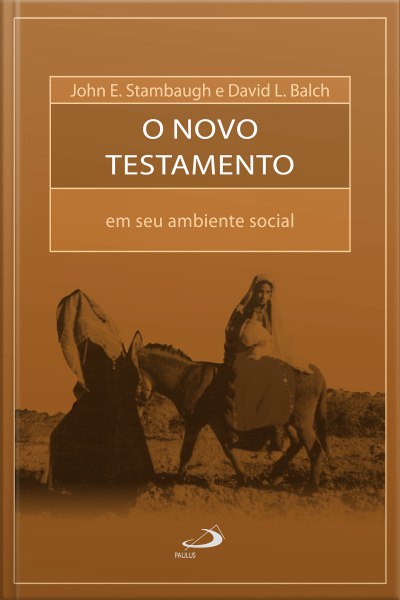 John E. Stambaugh e David L. Balch
O NOVO
TESTAMENTO
em seu ambiente social
PAULUS